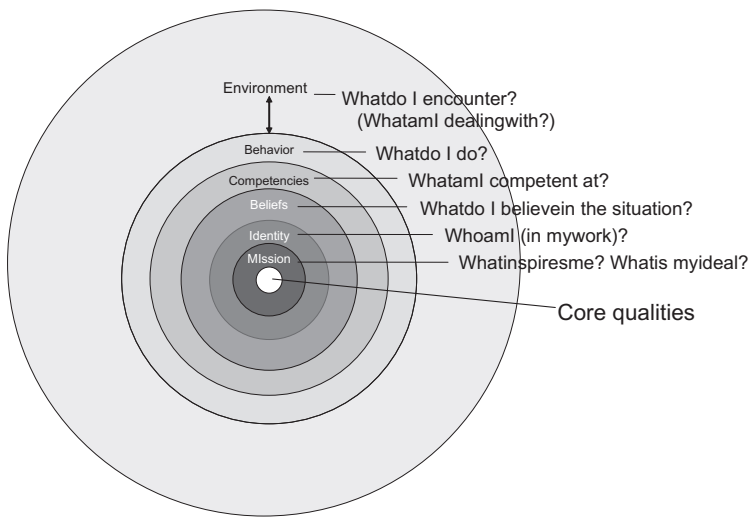 Environment
Whatdo I encounter?
(WhatamI dealingwith?)
Behavior
Whatdo I do?
Competencies
WhatamI competent at?
Beliefs
Whatdo I believein the situation?
Identity
WhoamI (in mywork)?
MIssion
Whatinspiresme? Whatis myideal?
Core qualities